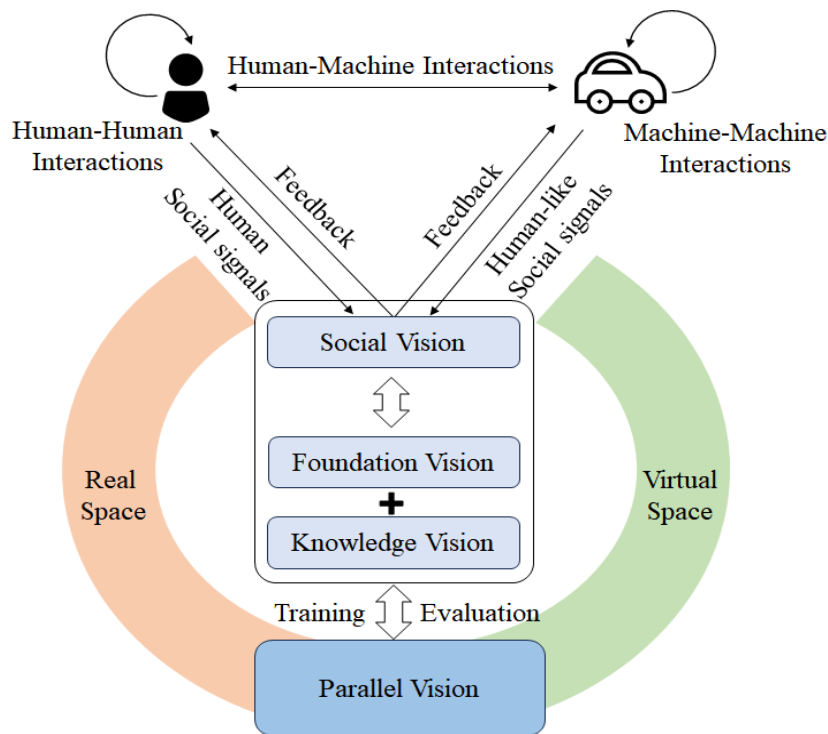 Human-Machine Interactions
Human-Human
Interactions
Machine-Machine
Interactions
Human
Social signals
Feedback
Feedback
Human-like
Social signals
Social Vision
Foundation Vision
Knowledge Vision
Real
Space
Virtual
Space
Training
Evaluation
Parallel Vision